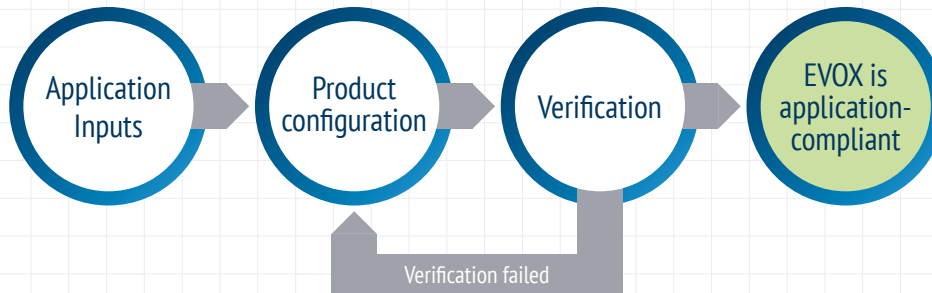 Application
Inputs
Product
configuration
Verification
EVOX is
application-
compliant
Verification failed